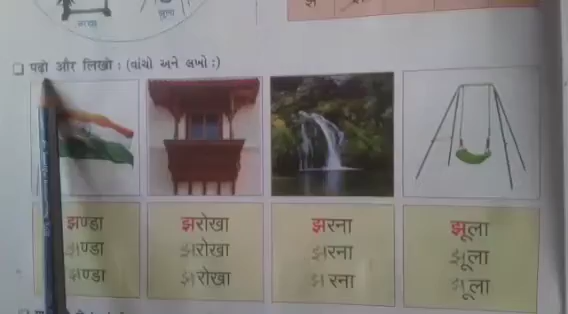 झूला
झ
❑ पढ़ो और लिखो : (વાંચો અને લખો :)
झण्डा झरोखा झरना झूला
झण्डा झरोखा झरना झूला
झण्डा झरोखा झरना झूला